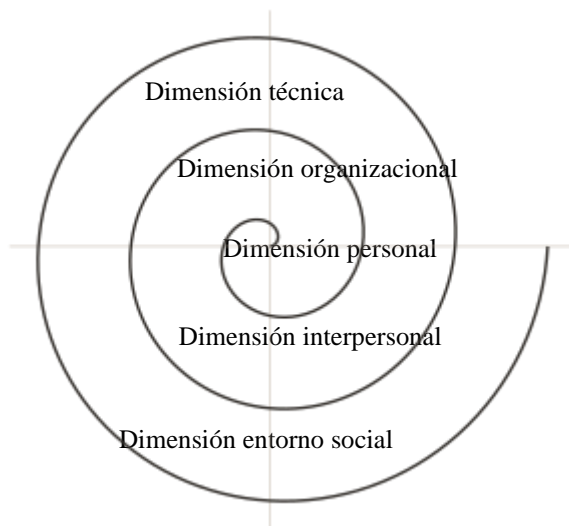 Dimensión técnica
Dimensión organizacional
Dimensión personal
Dimensión interpersonal
Dimensión entorno social